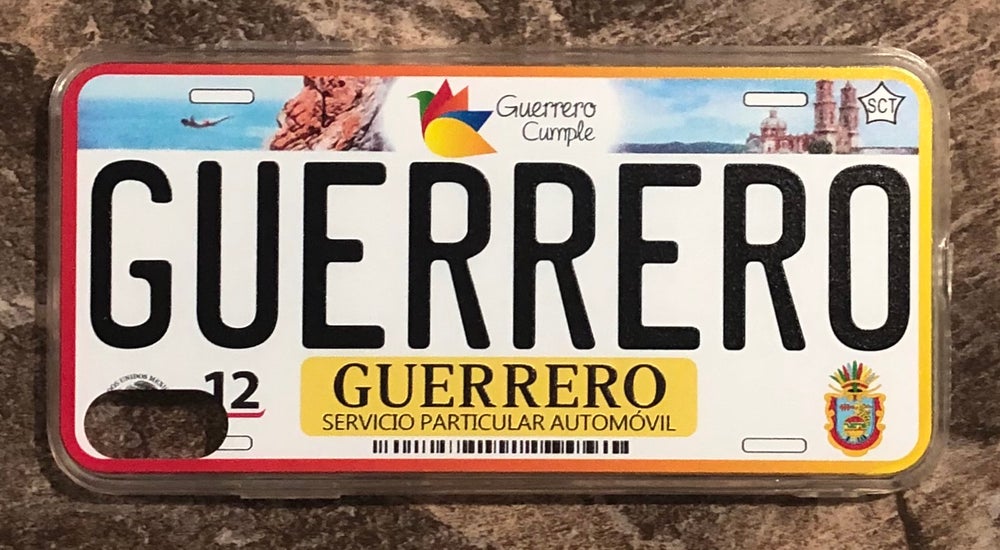 Guerrero
Cumple
SCT
GUERRERO
12
GUERRERO
SERVICIO PARTICULAR AUTOMÓVIL